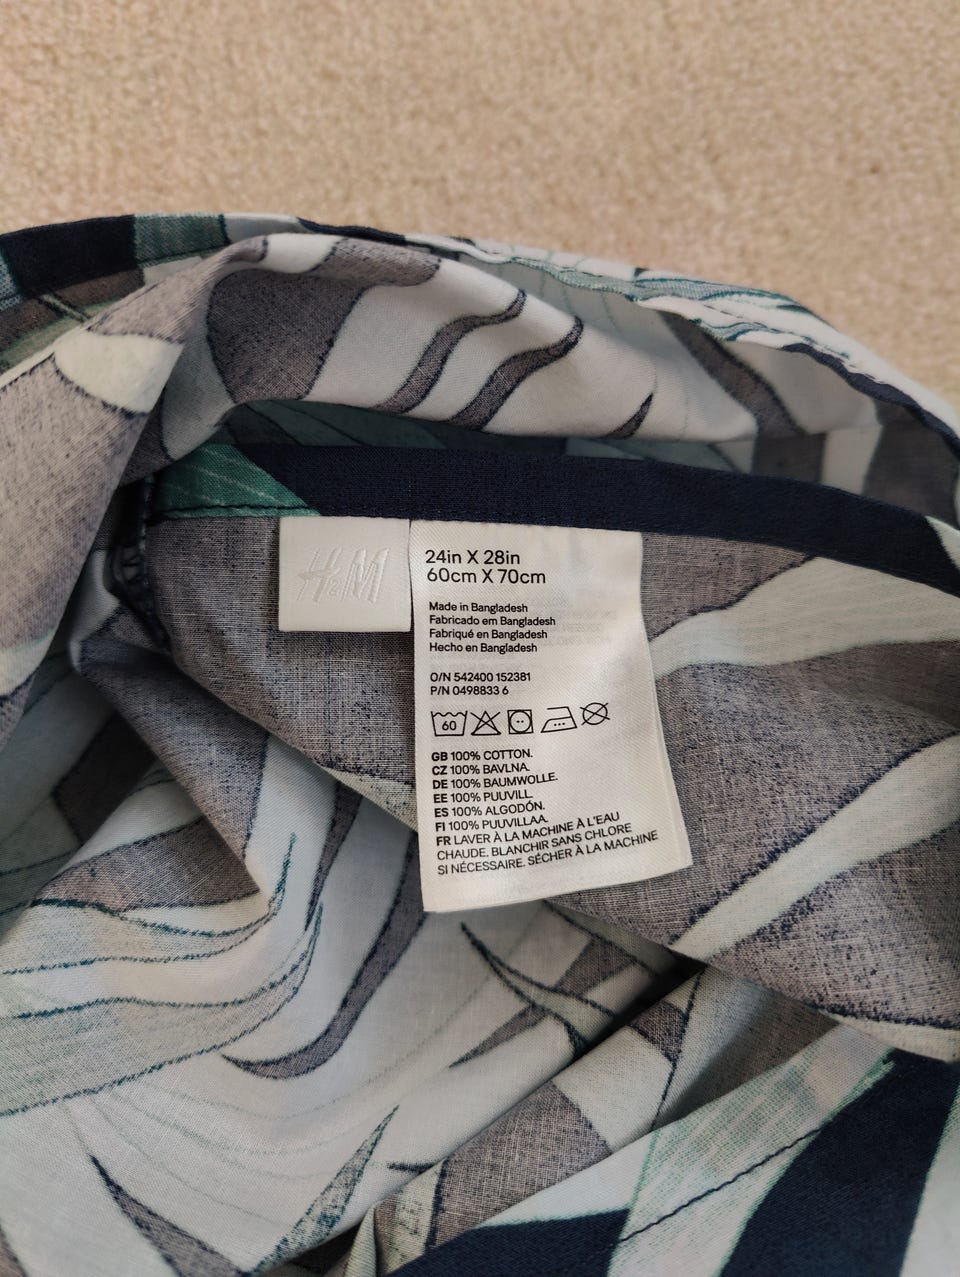 H&M
24in X 28in
60cm X 70cm
Made in Bangladesh
Fabricado em Bangladesh
Fabriqué en Bangladesh
Hecho en Bangladesh
O/N 542400 152381
P/N 0498833 6
60
GB 100% COTTON.
CZ 100% BAVLNA.
DE 100% BAUMWOLLE.
EE 100% PUUVILL.
ES 100% ALGODÓN.
FI 100% PUUVILLAA.
FR LAVER À LA MACHINE À L'EAU
CHAUDE, BLANCHIR SANS CHLORE
SI NÉCESSAIRE. SÉCHER À LA MACHINE